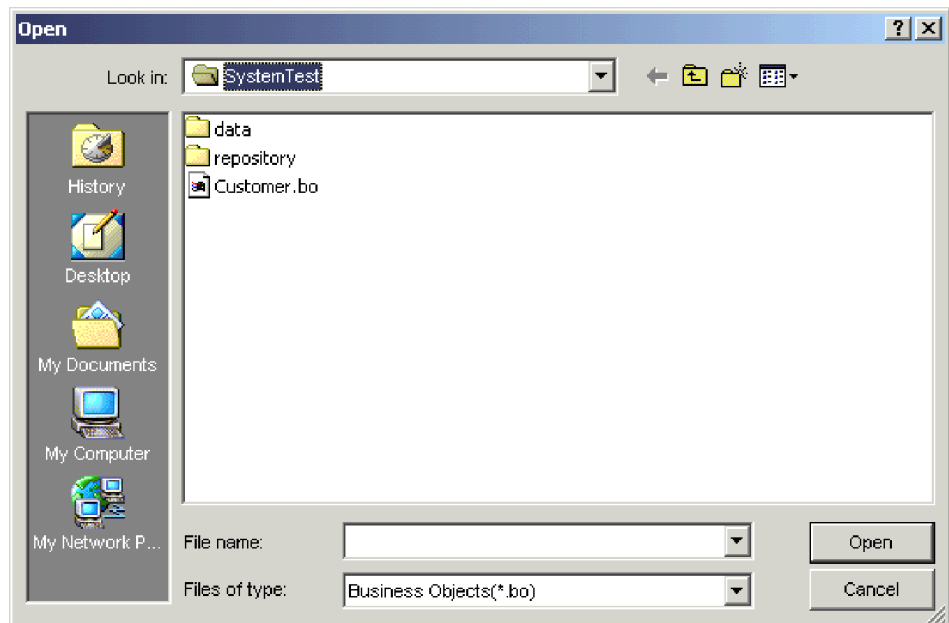 Open
Look in: SystemTest
History
Desktop
My Documents
My Computer
My Network P...
data
repository
Customer.bo
File name:
Open
Files of type: Business Objects(*.bo)
Cancel